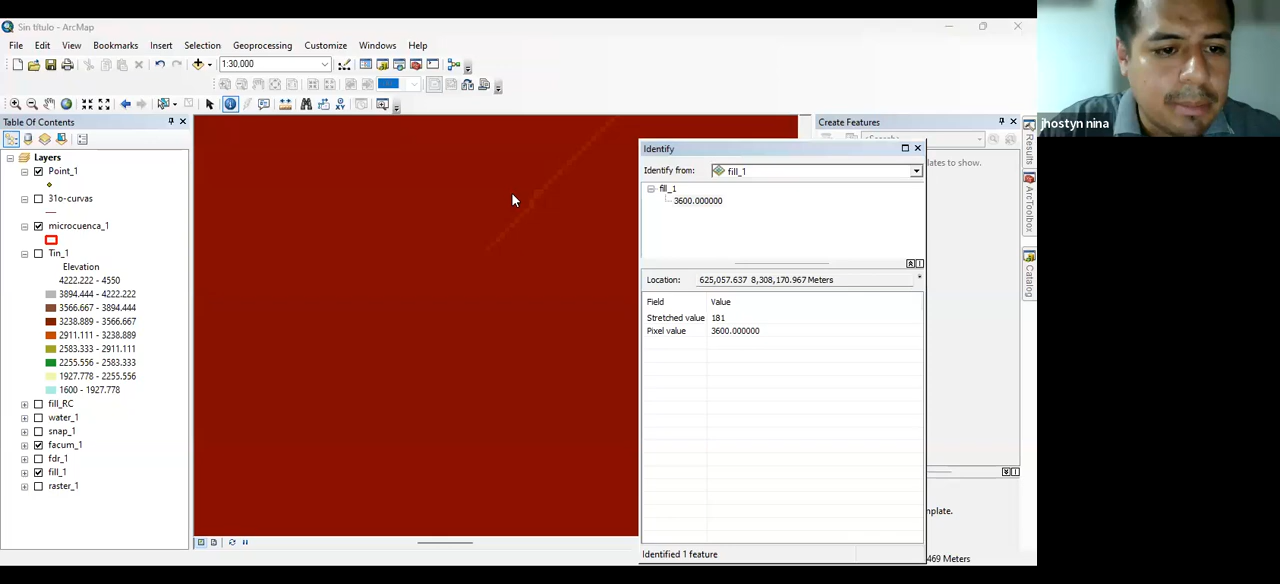 Sin título - ArcMap
File Edit View Bookmarks Insert Selection Geoprocessing Customize Windows Help
1:30,000
Table Of Contents
Layers
Point_1
31o-curvas
microcuenca_1
Tin_1
Elevation
4222.222 - 4550
3894.444 - 4222.222
3566.667 - 3894.444
3238.889 - 3566.667
2911.111 - 3238.889
2583.333 - 2911.111
2255.556 - 2583.333
1927.778 - 2255.556
1600 - 1927.778
fill_RC
water_1
snap_1
facum_1
fdr_1
fill_1
raster_1
Identify
Identify from: fill_1
fill_1
3600.000000
Location: 625,057.637 8,308,170.967 Meters
Field Value
Stretched value 181
Pixel value 3600.000000
Identified 1 feature
Create Features
lates to show.
mplate.
469 Meters
Results
ArcToolbox
Catalog
jhostyn nina